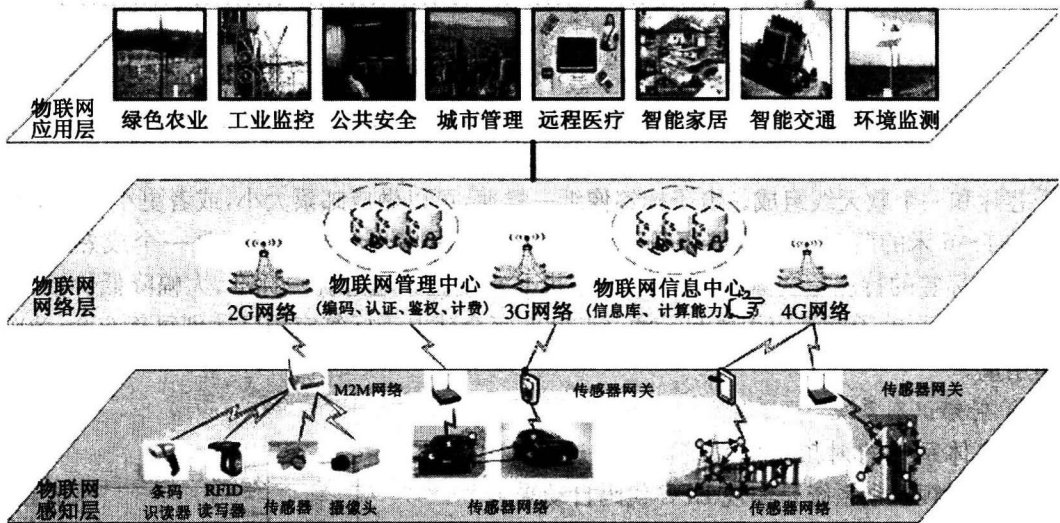 物联网
应用层
绿色农业 工业监控 公共安全 城市管理 远程医疗 智能家居 智能交通 环境监测
物联网
网络层
2G网络
物联网管理中心
(编码、认证、鉴权、计费)
3G网络
物联网信息中心
(信息库、计算能力)
4G网络
M2M网络
传感器网关
传感器网关
物联网
感知层
条码
识读器
RFID
读写器
传感器
摄像头
传感器网络
传感器网络